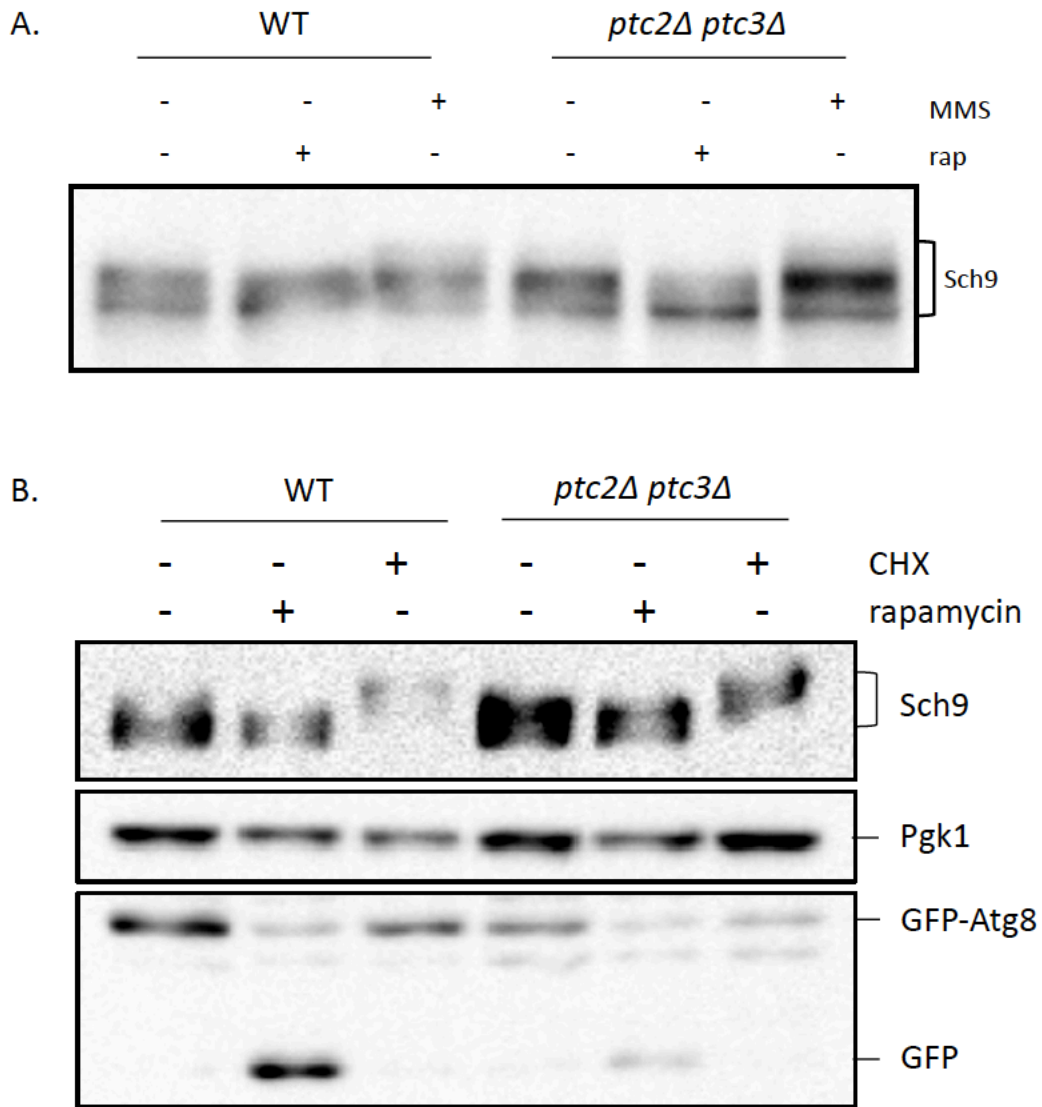 A.
WT ptc2Δ ptc3Δ
- - + - - + MMS
- + - - + - rap
Sch9
B.
WT ptc2Δ ptc3Δ
- - + - - + CHX
- + - - + - rapamycin
Sch9
Pgk1
GFP-Atg8
GFP